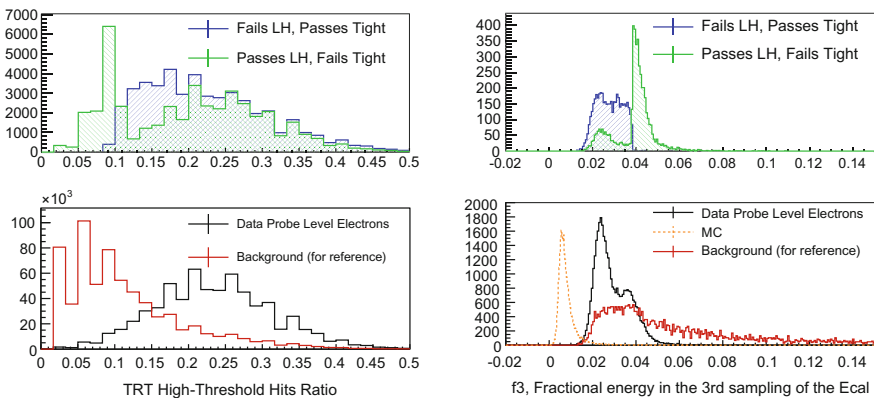 7000
6000
5000
4000
3000
2000
1000
0
0 0.05 0.1 0.15 0.2 0.25 0.3 0.35 0.4 0.45 0.5
Fails LH, Passes Tight
Passes LH, Fails Tight
400
350
300
250
200
150
100
50
0
-0.02 0 0.02 0.04 0.06 0.08 0.1 0.12 0.14
Fails LH, Passes Tight
Passes LH, Fails Tight
×10³
100
80
60
40
20
0
0 0.05 0.1 0.15 0.2 0.25 0.3 0.35 0.4 0.45 0.5
Data Probe Level Electrons
Background (for reference)
TRT High-Threshold Hits Ratio
2000
1800
1600
1400
1200
1000
800
600
400
200
0
-0.02 0 0.02 0.04 0.06 0.08 0.1 0.12 0.14
Data Probe Level Electrons
MC
Background (for reference)
f3, Fractional energy in the 3rd sampling of the Ecal